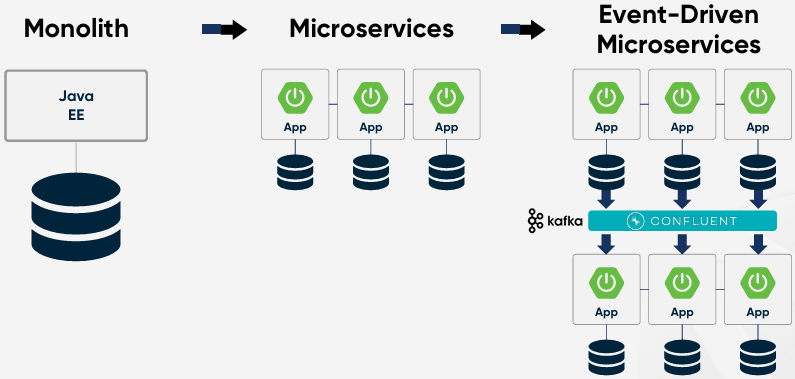 Monolith
Microservices
Event-Driven
Microservices
Java
EE
App
App
App
App
App
App
kafka
CONFLUENT
App
App
App